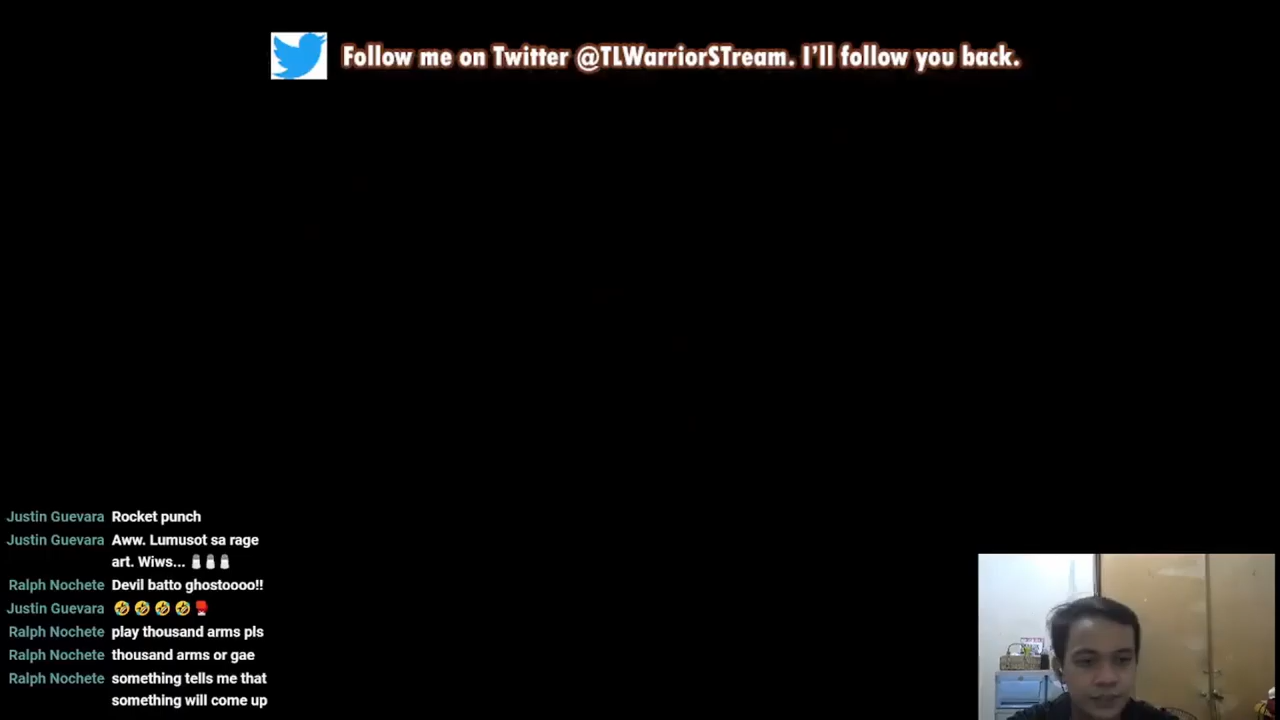 Follow me on Twitter @TLWarriorSTream. I'll follow you back.
Justin Guevara Rocket punch
Justin Guevara Aww. Lumusot sa rage
art. Wiws... 🧂🧂🧂
Ralph Nochete Devil batto ghostoooo!!
Justin Guevara 🤣🤣🤣🤣🥊
Ralph Nochete play thousand arms pls
Ralph Nochete thousand arms or gae
Ralph Nochete something tells me that
something will come up